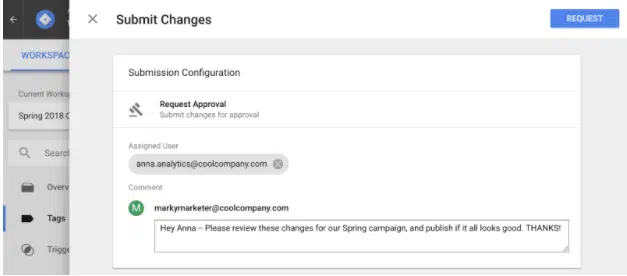 Submit Changes
REQUEST
WORKSPAC
Submission Configuration
Current Worksp
Request Approval
Submit changes for approval
Spring 2018 C
Assigned User
Search
anna.analytics@coolcompany.com
Comment
Overv
M
markymarketer@coolcompany.com
Tags
Hey Anna – Please review these changes for our Spring campaign, and publish if it all looks good. THANKS!
Trigge